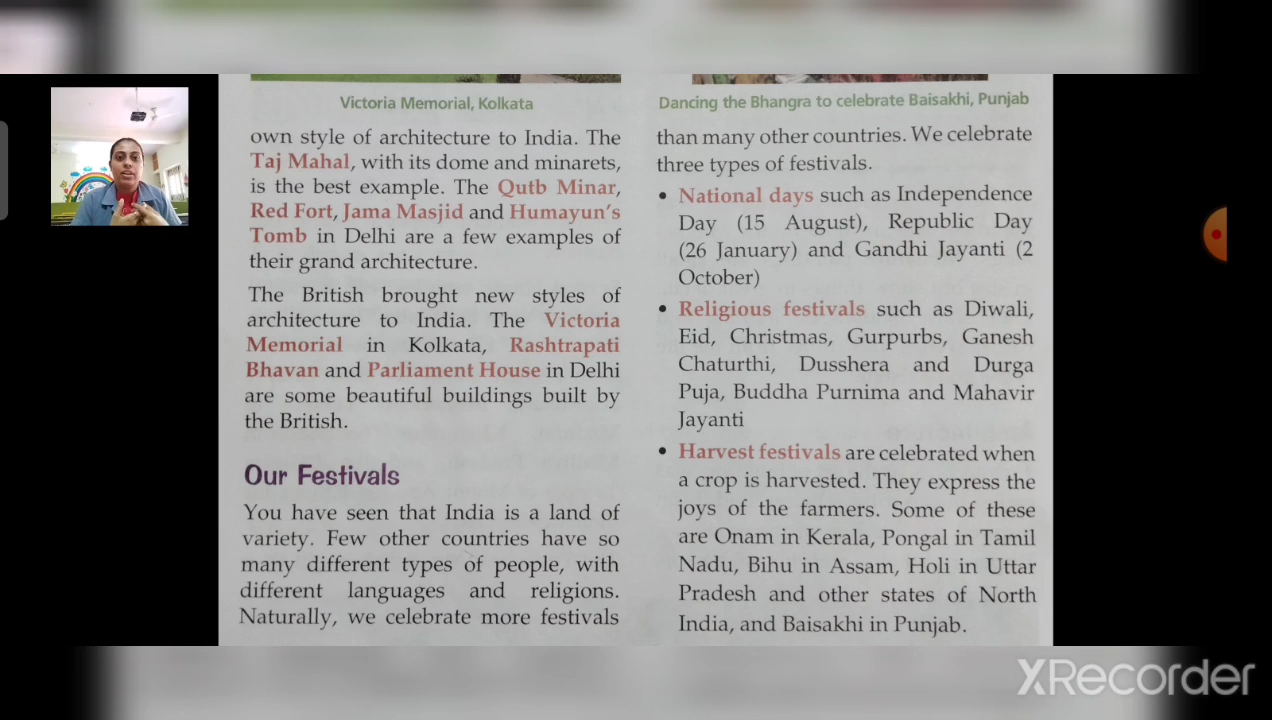 Victoria Memorial, Kolkata
own style of architecture to India. The
Taj Mahal, with its dome and minarets,
is the best example. The Qutb Minar,
Red Fort, Jama Masjid and Humayun's
Tomb in Delhi are a few examples of
their grand architecture.
The British brought new styles of
architecture to India. The Victoria
Memorial in Kolkata, Rashtrapati
Bhavan and Parliament House in Delhi
are some beautiful buildings built by
the British.
Our Festivals
You have seen that India is a land of
variety. Few other countries have so
many different types of people, with
different languages and religions.
Naturally, we celebrate more festivals
Dancing the Bhangra to celebrate Baisakhi, Punjab
than many other countries. We celebrate
three types of festivals.
• National days such as Independence
Day (15 August), Republic Day
(26 January) and Gandhi Jayanti (2
October)
• Religious festivals such as Diwali,
Eid, Christmas, Gurpurbs, Ganesh
Chaturthi, Dusshera and Durga
Puja, Buddha Purnima and Mahavir
Jayanti
• Harvest festivals are celebrated when
a crop is harvested. They express the
joys of the farmers. Some of these
are Onam in Kerala, Pongal in Tamil
Nadu, Bihu in Assam, Holi in Uttar
Pradesh and other states of North
India, and Baisakhi in Punjab.
XRecorder